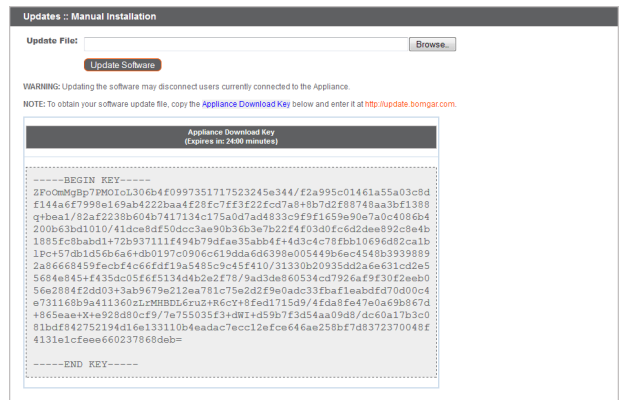 Updates :: Manual Installation
Update File:
Browse..
Update Software
WARNING: Updating the software may disconnect users currently connected to the Appliance.
NOTE: To obtain your software update file, copy the Appliance Download Key below and enter it at http://update.bomgar.com.
Appliance Download Key
(Expires in: 24:00 minutes)
-----BEGIN KEY-----
ZFoOmMgBp7PMOIoL306b4f0997351717523245e344/f2a995c01461a55a03c8d
f144a6f7998e169ab4222baa4f28fc7ff3f22fcd7a8+8b7d2f88748aa3bf1388
q+bea1/82af2238b604b7417134c175a0d7ad4833c9f9f1659e90e7a0c4086b4
200b63bd1010/41dce8df50dcc3ae90b36b3e7b22f4f03d0fc6d2dee892c8e4b
1885fc8babd1+72b937111f494b79dfae35abb4f+4d3c4c78fbb10696d82ca1b
1Pc+57db1d56b6a6+db0197c0906c619dda6d6398e005449b6ec4548b3939889
2a86668459fecbf4c66fdf19a5485c9c45f410/31330b20935dd2a6e631cd2e5
5684e845+f435dc05f6f5134d4b2e2f78/9ad3de860534cd7926af9f30f2eeb0
56e2884f2dd03+3ab9679e212ea781c75e2d2f9e0adc33fbaf1eabdfd70d00c4
e731168b9a411360zLrMHBDL6ruZ+R6cY+8fed1715d9/4fda8fe47e0a69b867d
+865eae+X+e928d80cf9/7e755035f3+dWI+d59b7f3d54aa09d8/dc60a17b3c0
81bdf842752194d16e133110b4eadac7ecc12efce646ae258bf7d8372370048f
4131e1cfeee660237868deb=
-----END KEY-----